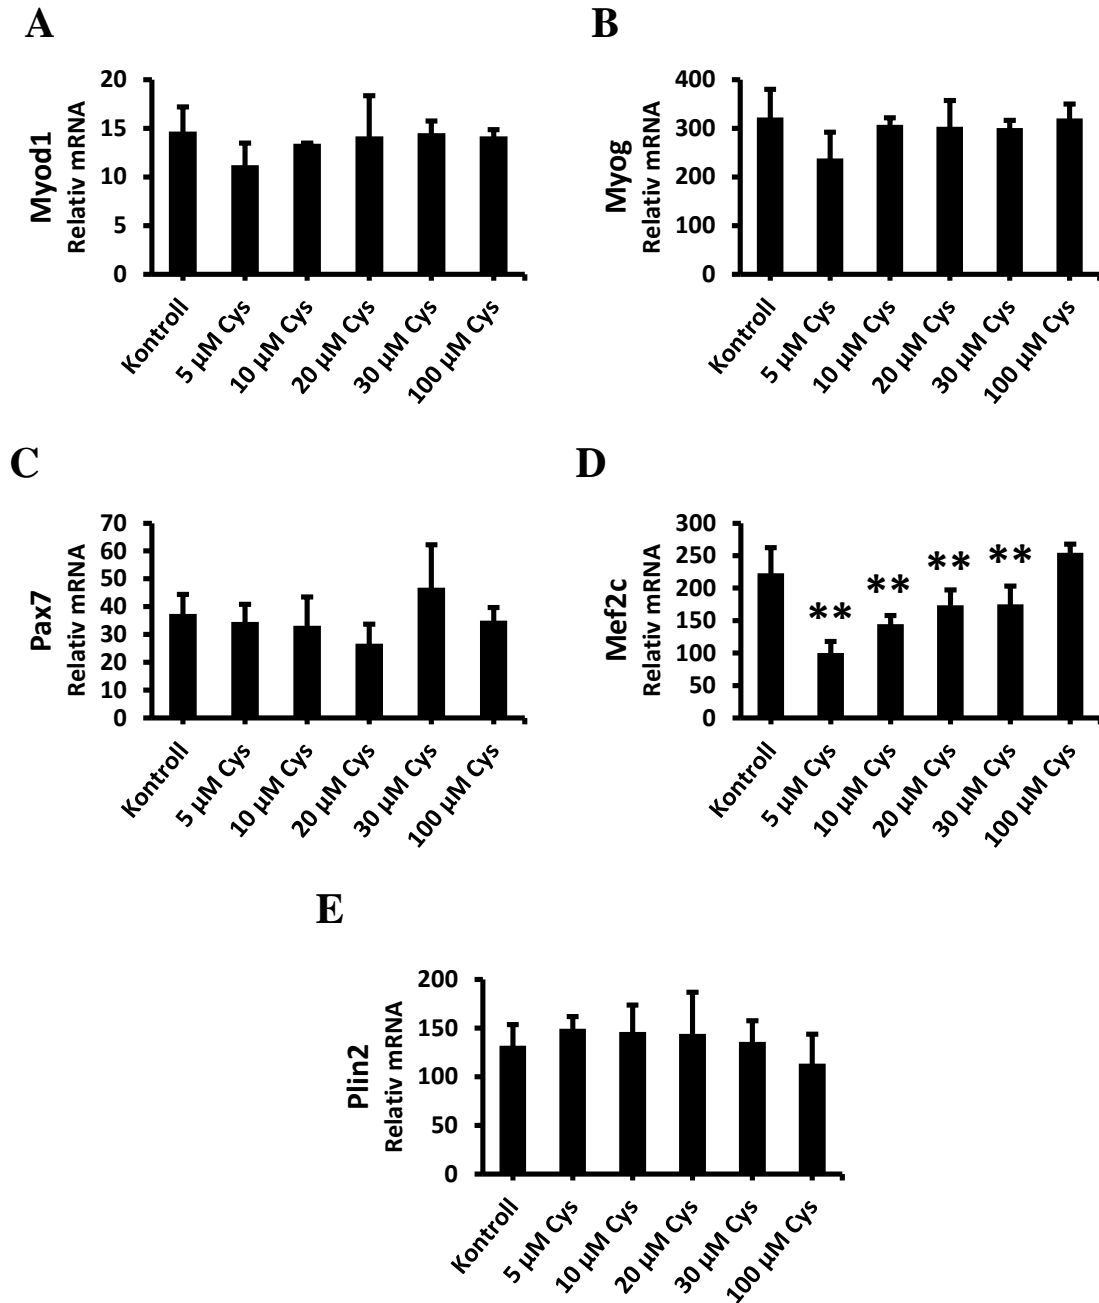 A
Myod1
Relativ mRNA
20
15
10
5
0
Kontroll
5 µM Cys
10 µM Cys
20 µM Cys
30 µM Cys
100 µM Cys
B
Myog
Relativ mRNA
400
300
200
100
0
Kontroll
5 µM Cys
10 µM Cys
20 µM Cys
30 µM Cys
100 µM Cys
C
Pax7
Relativ mRNA
70
60
50
40
30
20
10
0
Kontroll
5 µM Cys
10 µM Cys
20 µM Cys
30 µM Cys
100 µM Cys
D
Mef2c
Relativ mRNA
300
250
200
150
100
50
0
**
**
**
**
Kontroll
5 µM Cys
10 µM Cys
20 µM Cys
30 µM Cys
100 µM Cys
E
Plin2
Relativ mRNA
200
150
100
50
0
Kontroll
5 µM Cys
10 µM Cys
20 µM Cys
30 µM Cys
100 µM Cys